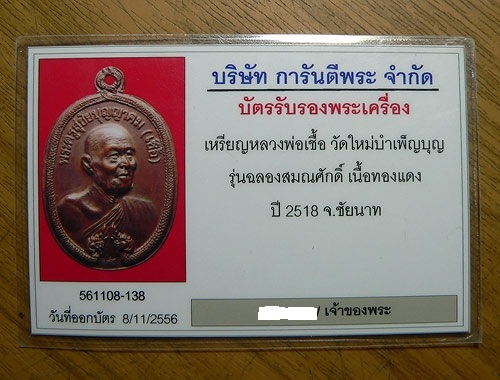 บริษัท การันตีพระ จำกัด
บัตรรับรองพระเครื่อง
เหรียญหลวงพ่อเชื้อ วัดใหม่บำเพ็ญบุญ
รุ่นฉลองสมณศักดิ์ เนื้อทองแดง
ปี 2518 จ.ชัยนาท
561108-138
วันที่ออกบัตร 8/11/2556
/ เจ้าของพระ